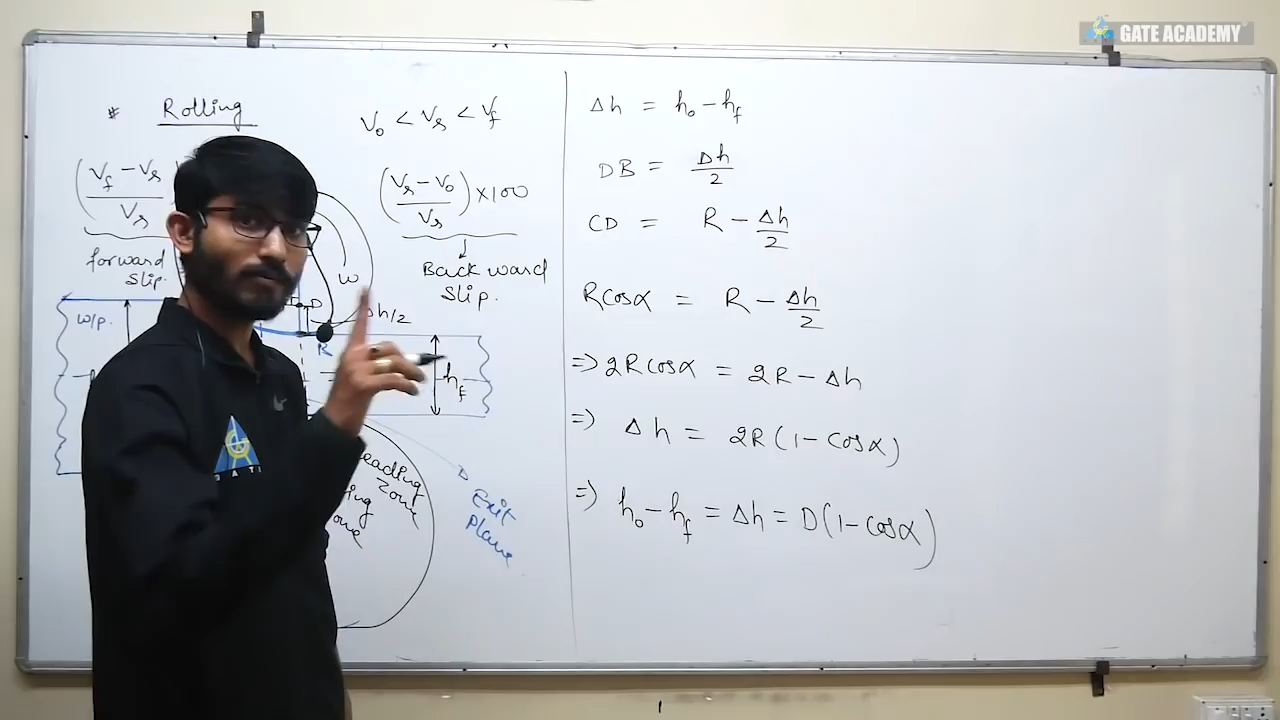 GATE ACADEMY
* Rolling
V₀ < Vᵣ < V_f
(V_f - Vᵣ / Vᵣ)
forward slip.
(Vᵣ - V₀ / Vᵣ) × 100
Backward slip.
ω
D
Δh/2
w/p.
B
h_f
Leading zone
Exit plane
Δh = h₀ - h_f
DB = Δh/2
CD = R - Δh/2
R cos α = R - Δh/2
⇒ 2R cos α = 2R - Δh
⇒ Δh = 2R(1 - cos α)
⇒ h₀ - h_f = Δh = D(1 - cos α)